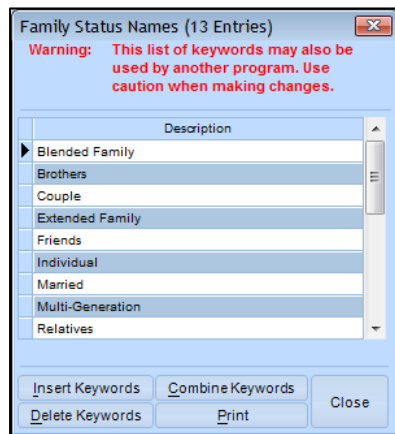 Family Status Names (13 Entries)
Warning: This list of keywords may also be
used by another program. Use
caution when making changes.
Description
Blended Family
Brothers
Couple
Extended Family
Friends
Individual
Married
Multi-Generation
Relatives
Insert Keywords Combine Keywords
Close
Delete Keywords Print